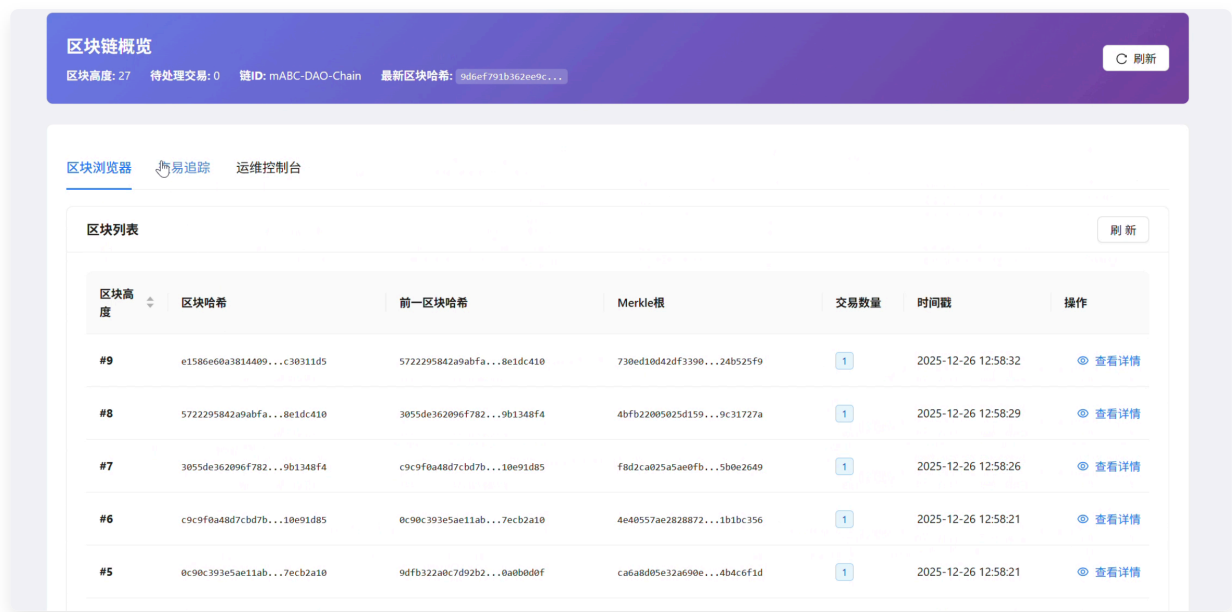 区块链概览
刷新
区块高度: 27 待处理交易: 0 链ID: mABC-DAO-Chain 最新区块哈希: 9d6ef791b362ee9c...
区块浏览器 易追踪 运维控制台
区块列表 刷 新
区块高度 区块哈希 前一区块哈希 Merkle根 交易数量 时间戳 操作
#9 e1586e60a3814409...c30311d5 5722295842a9abfa...8e1dc410 730ed10d42df3390...24b525f9 1 2025-12-26 12:58:32 查看详情
#8 5722295842a9abfa...8e1dc410 3055de362096f782...9b1348f4 4bfb22005025d159...9c31727a 1 2025-12-26 12:58:29 查看详情
#7 3055de362096f782...9b1348f4 c9c9f0a48d7cbd7b...10e91d85 f8d2ca025a5ae0fb...5b0e2649 1 2025-12-26 12:58:26 查看详情
#6 c9c9f0a48d7cbd7b...10e91d85 0c90c393e5ae11ab...7ecb2a10 4e40557ae2828872...1b1bc356 1 2025-12-26 12:58:21 查看详情
#5 0c90c393e5ae11ab...7ecb2a10 9dfb322a0c7d92b2...0a0b0d0f ca6a8d05e32a690e...4b4c6f1d 1 2025-12-26 12:58:21 查看详情